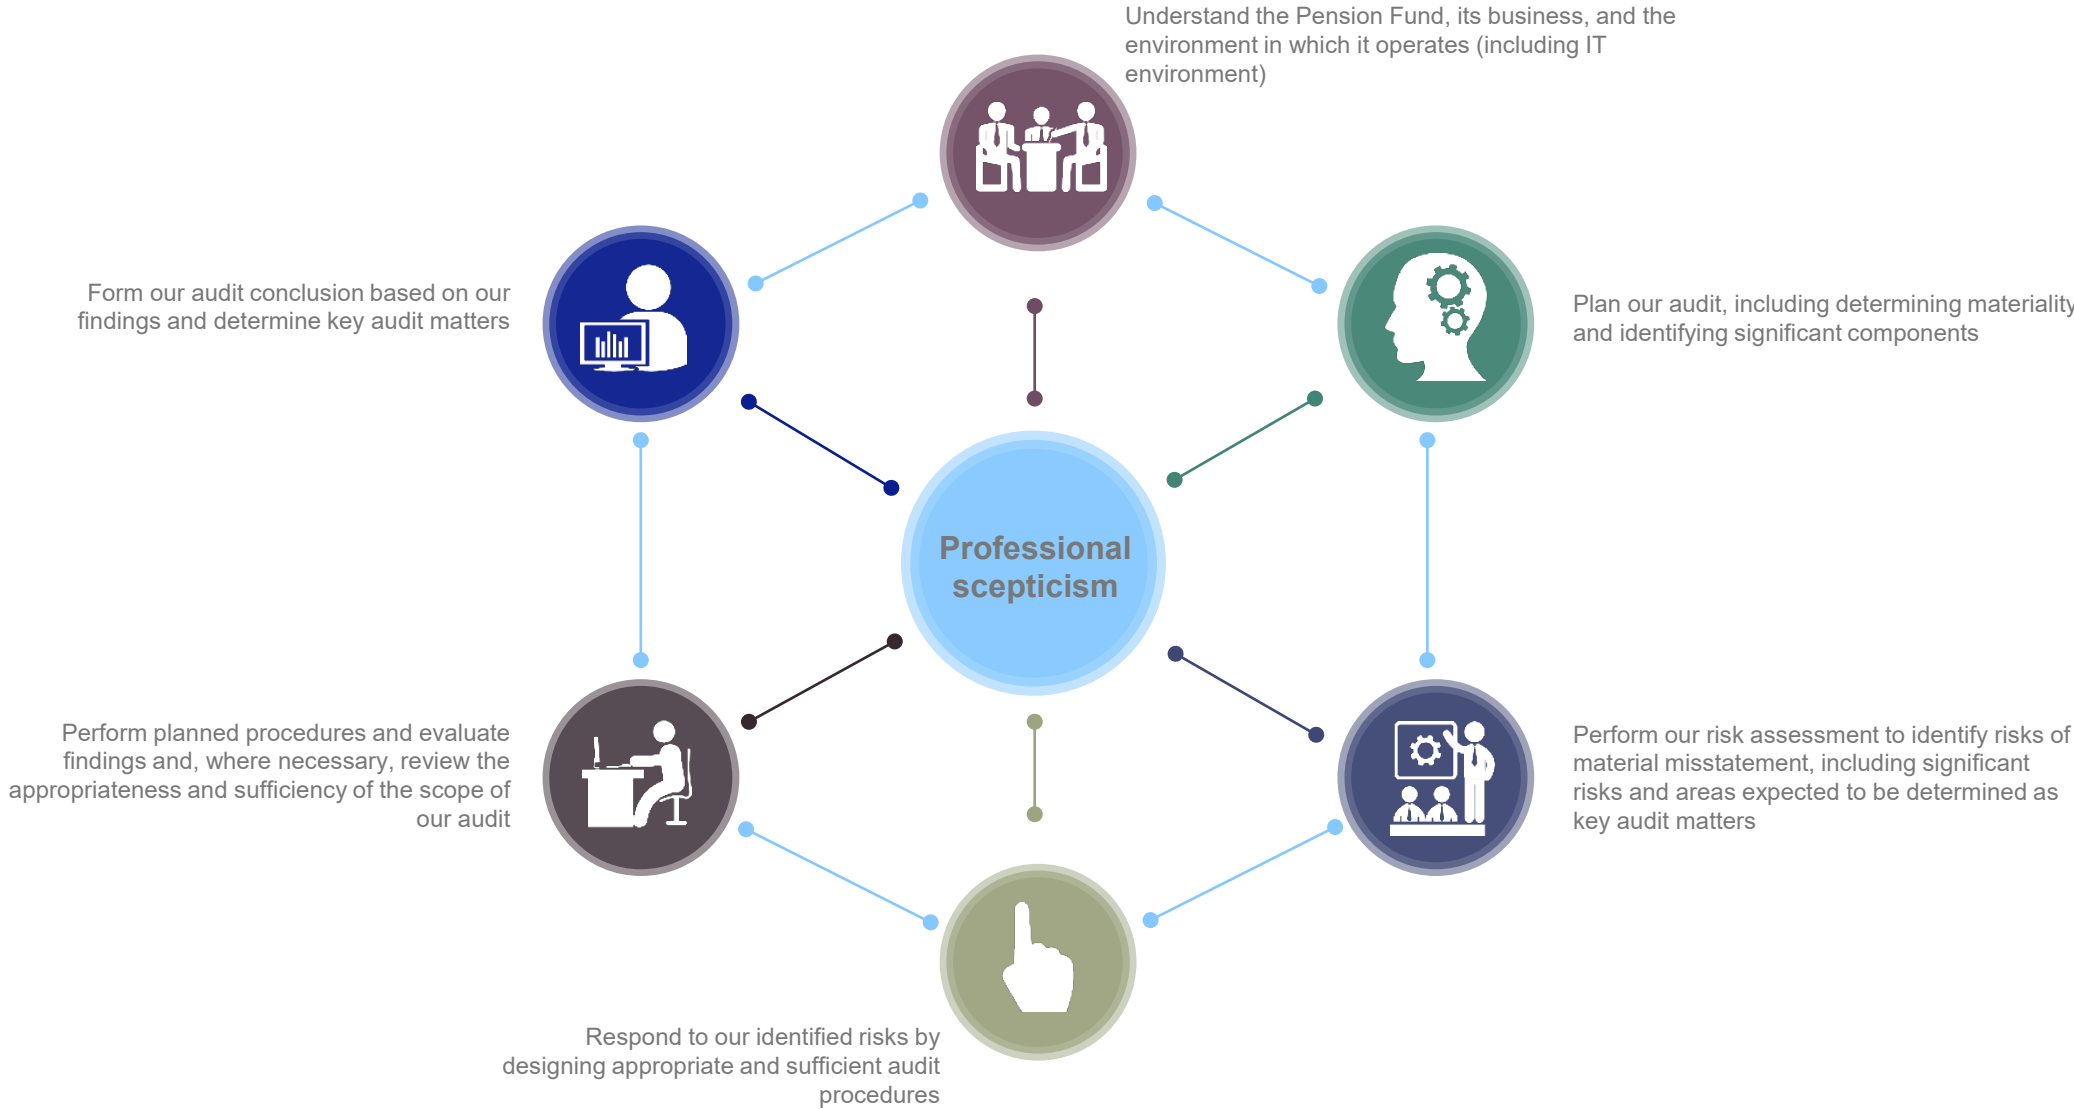 Understand the Pension Fund, its business, and the
environment in which it operates (including IT
environment)
Plan our audit, including determining materiality
and identifying significant components
Perform our risk assessment to identify risks of
material misstatement, including significant
risks and areas expected to be determined as
key audit matters
Respond to our identified risks by
designing appropriate and sufficient audit
procedures
Perform planned procedures and evaluate
findings and, where necessary, review the
appropriateness and sufficiency of the scope of
our audit
Form our audit conclusion based on our
findings and determine key audit matters
Professional
scepticism